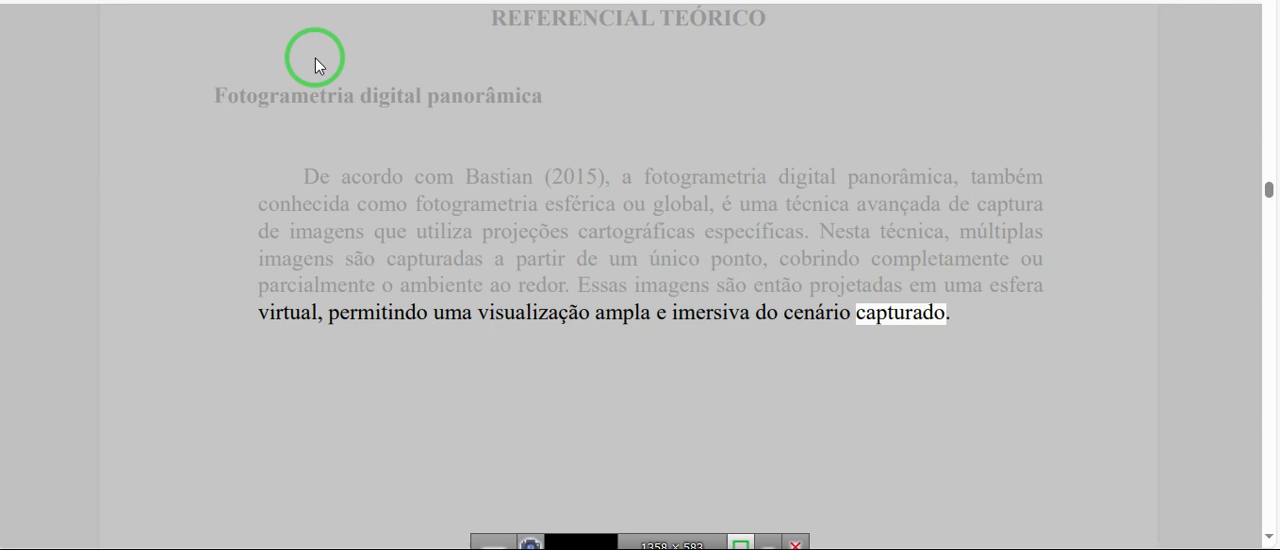 REFERENCIAL TEÓRICO
Fotogrametria digital panorâmica
De acordo com Bastian (2015), a fotogrametria digital panorâmica, também
conhecida como fotogrametria esférica ou global, é uma técnica avançada de captura
de imagens que utiliza projeções cartográficas específicas. Nesta técnica, múltiplas
imagens são capturadas a partir de um único ponto, cobrindo completamente ou
parcialmente o ambiente ao redor. Essas imagens são então projetadas em uma esfera
virtual, permitindo uma visualização ampla e imersiva do cenário capturado.
1358 x 583